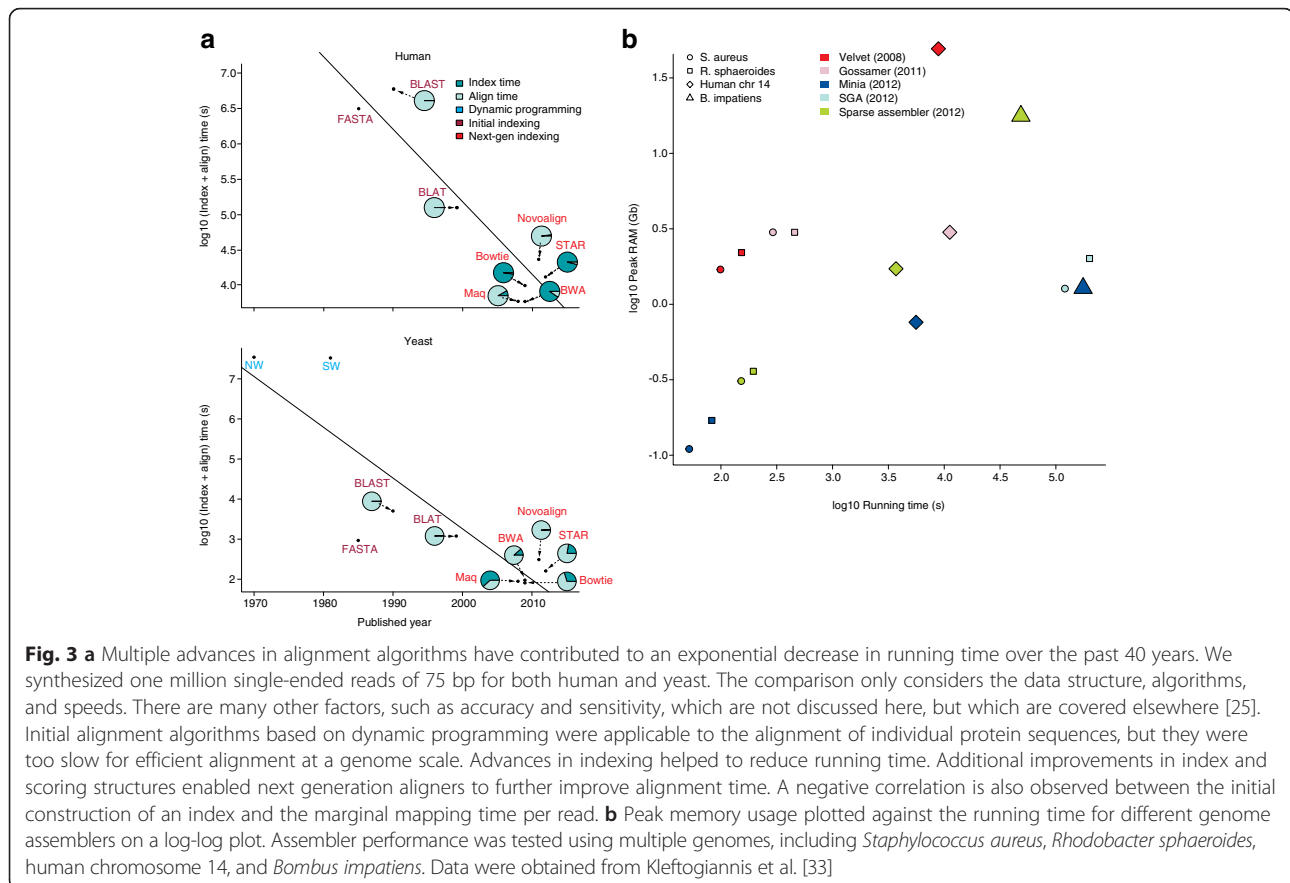 a
Human
log10 (Index + align) time (s)
7.0
6.5
6.0
5.5
5.0
4.5
4.0
BLAST
FASTA
BLAT
Novoalign
STAR
Bowtie
Maq
BWA
Index time
Align time
Dynamic programming
Initial indexing
Next-gen indexing
Yeast
log10 (Index + align) time (s)
7
6
5
4
3
2
NW
SW
BLAST
FASTA
BLAT
BWA
Novoalign
STAR
Maq
Bowtie
1970
1980
1990
2000
2010
Published year
b
S. aureus
R. sphaeroides
Human chr 14
B. impatiens
Velvet (2008)
Gossamer (2011)
Minia (2012)
SGA (2012)
Sparse assembler (2012)
log10 Peak RAM (Gb)
1.5
1.0
0.5
0.0
-0.5
-1.0
2.0
2.5
3.0
3.5
4.0
4.5
5.0
log10 Running time (s)
Fig. 3 a Multiple advances in alignment algorithms have contributed to an exponential decrease in running time over the past 40 years. We
synthesized one million single-ended reads of 75 bp for both human and yeast. The comparison only considers the data structure, algorithms,
and speeds. There are many other factors, such as accuracy and sensitivity, which are not discussed here, but which are covered elsewhere [25].
Initial alignment algorithms based on dynamic programming were applicable to the alignment of individual protein sequences, but they were
too slow for efficient alignment at a genome scale. Advances in indexing helped to reduce running time. Additional improvements in index and
scoring structures enabled next generation aligners to further improve alignment time. A negative correlation is also observed between the initial
construction of an index and the marginal mapping time per read. b Peak memory usage plotted against the running time for different genome
assemblers on a log-log plot. Assembler performance was tested using multiple genomes, including Staphylococcus aureus, Rhodobacter sphaeroides,
human chromosome 14, and Bombus impatiens. Data were obtained from Kleftogiannis et al. [33]